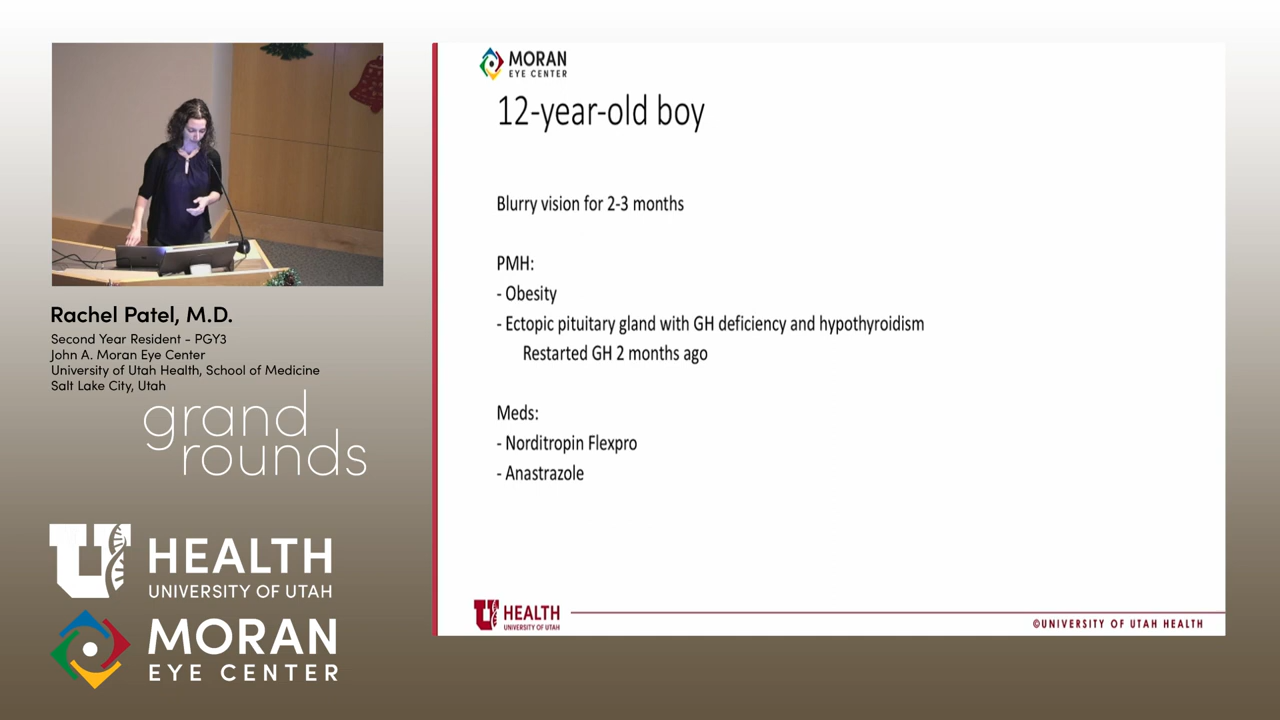 Rachel Patel, M.D.
Second Year Resident - PGY3
John A. Moran Eye Center
University of Utah Health, School of Medicine
Salt Lake City, Utah
grand
rounds
U HEALTH
UNIVERSITY OF UTAH
MORAN
EYE CENTER
MORAN
EYE CENTER
12-year-old boy
Blurry vision for 2-3 months
PMH:
- Obesity
- Ectopic pituitary gland with GH deficiency and hypothyroidism
Restarted GH 2 months ago
Meds:
- Norditropin Flexpro
- Anastrazole
U HEALTH
UNIVERSITY OF UTAH
©UNIVERSITY OF UTAH HEALTH